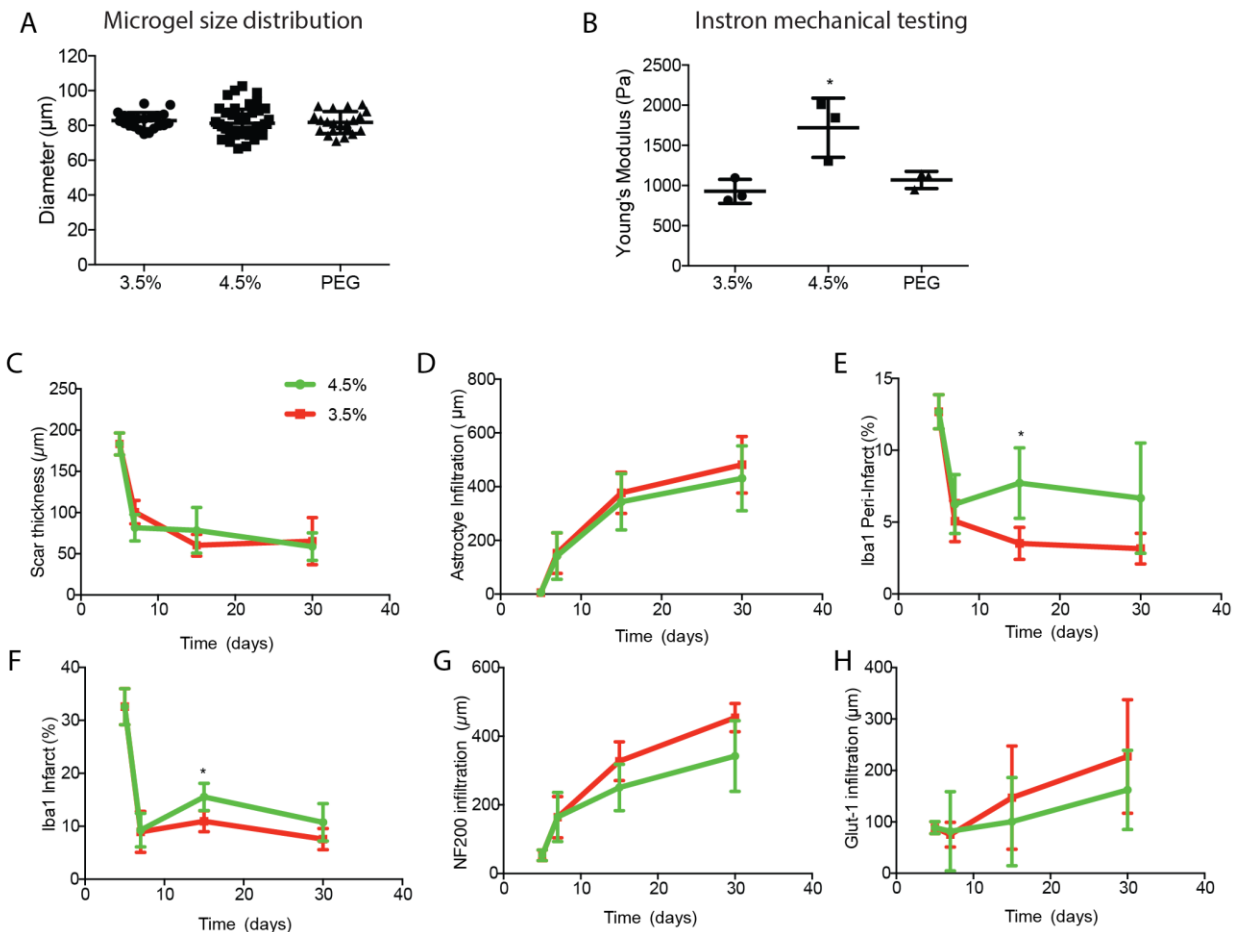 A Microgel size distribution
120
100
80
60
40
20
0
Diameter (µm)
3.5% 4.5% PEG
B Instron mechanical testing
2500
2000
1500
1000
500
0
Young's Modulus (Pa)
*
3.5% 4.5% PEG
C
250
200
150
100
50
0
Scar thickness (µm)
4.5%
3.5%
0 10 20 30 40
Time (days)
D
800
600
400
200
0
Astroctye Infiltration ( µm)
0 10 20 30 40
Time (days)
E
15
10
5
0
Iba1 Peri-Infarct (%)
*
0 10 20 30 40
Time (days)
F
40
30
20
10
0
Iba1 Infarct (%)
*
0 10 20 30 40
Time (days)
G
600
400
200
0
NF200 infiltration (µm)
0 10 20 30 40
Time (days)
H
400
300
200
100
0
Glut-1 infiltration (µm)
0 10 20 30 40
Time (days)